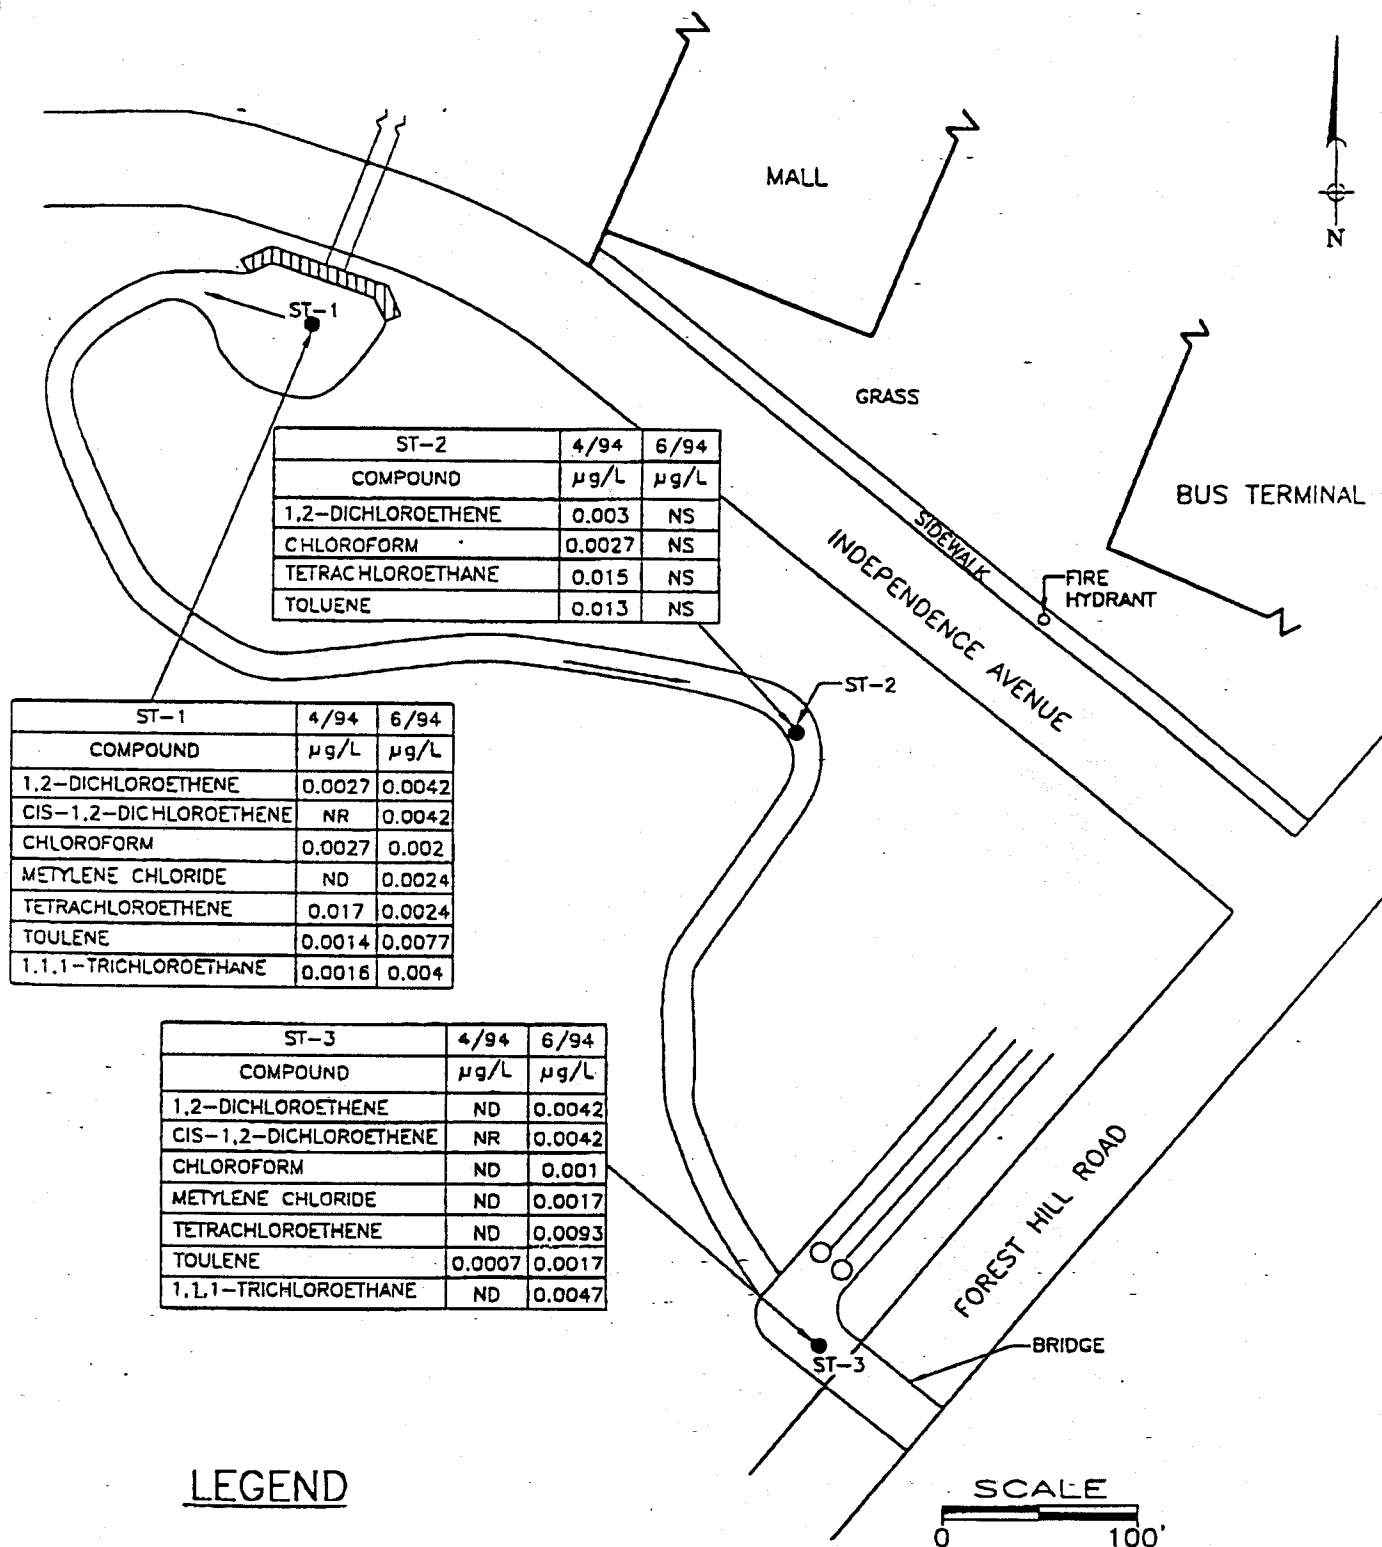 MALL
N
ST-1
GRASS
ST-2 4/94 6/94
COMPOUND µg/L µg/L
1,2-DICHLOROETHENE 0.003 NS
CHLOROFORM 0.0027 NS
TETRACHLOROETHANE 0.015 NS
TOLUENE 0.013 NS
BUS TERMINAL
SIDEWALK
INDEPENDENCE AVENUE
FIRE
HYDRANT
ST-2
ST-1 4/94 6/94
COMPOUND µg/L µg/L
1,2-DICHLOROETHENE 0.0027 0.0042
CIS-1,2-DICHLOROETHENE NR 0.0042
CHLOROFORM 0.0027 0.002
METYLENE CHLORIDE ND 0.0024
TETRACHLOROETHENE 0.017 0.0024
TOULENE 0.0014 0.0077
1,1,1-TRICHLOROETHANE 0.0016 0.004
ST-3 4/94 6/94
COMPOUND µg/L µg/L
1,2-DICHLOROETHENE ND 0.0042
CIS-1,2-DICHLOROETHENE NR 0.0042
CHLOROFORM ND 0.001
METYLENE CHLORIDE ND 0.0017
TETRACHLOROETHENE ND 0.0093
TOULENE 0.0007 0.0017
1,1,1-TRICHLOROETHANE ND 0.0047
FOREST HILL ROAD
BRIDGE
ST-3
LEGEND
SCALE
0 100'